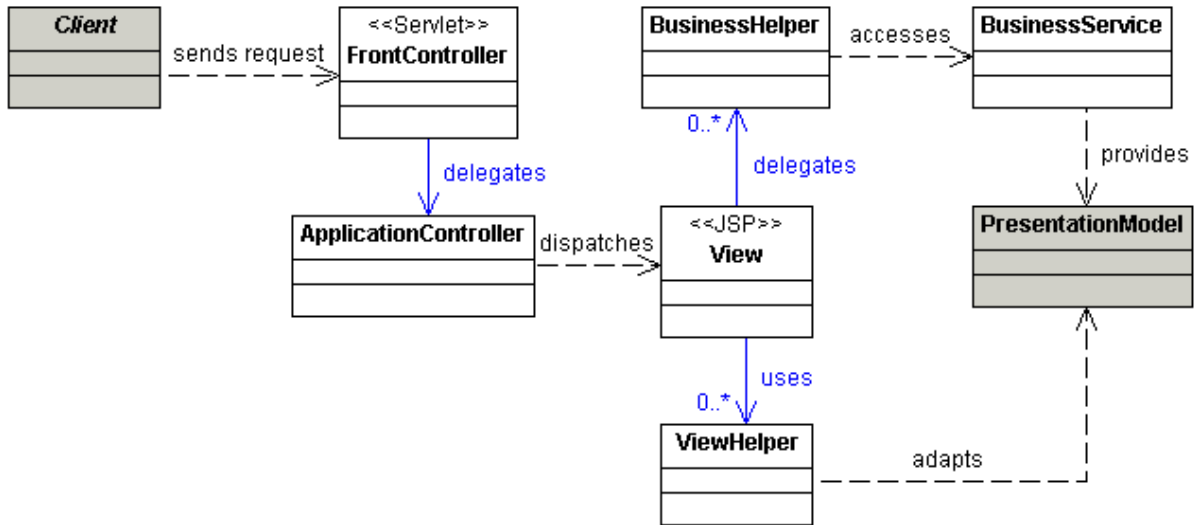 Client
sends request
<<Servlet>>
FrontController
delegates
ApplicationController
dispatches
<<JSP>>
View
BusinessHelper
0..*
delegates
accesses
BusinessService
provides
PresentationModel
uses
0..*
ViewHelper
adapts